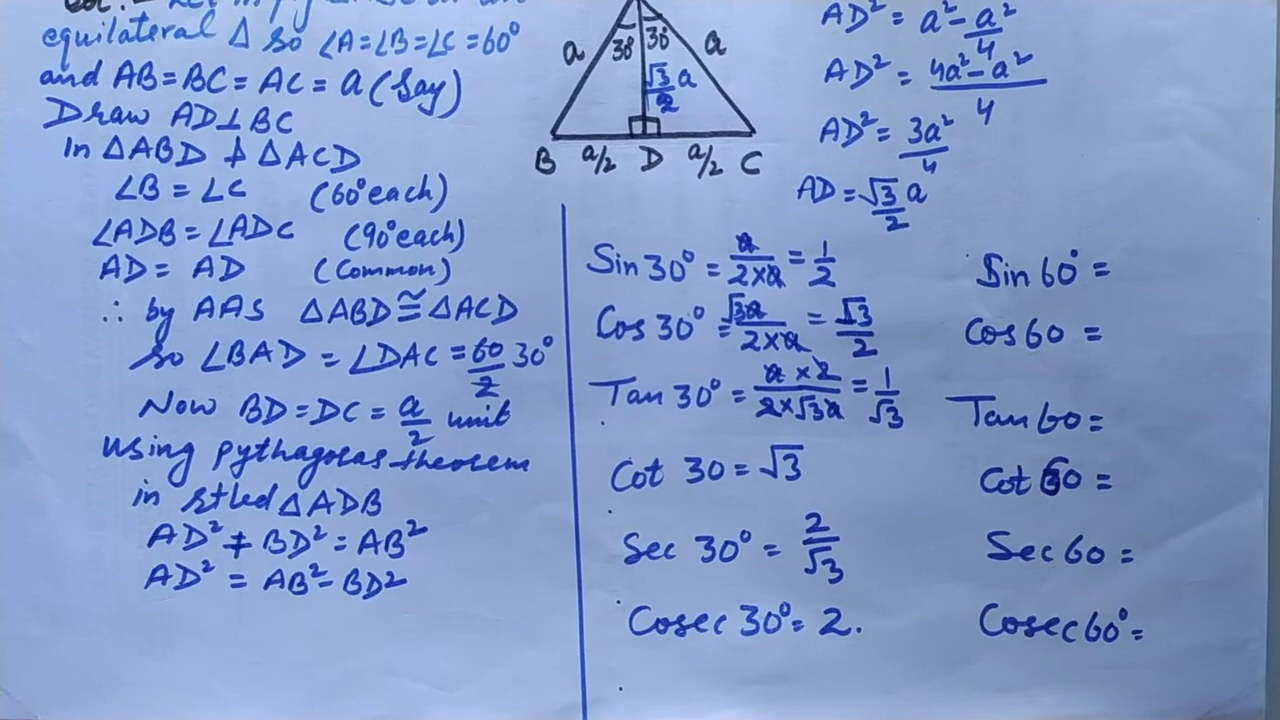 equilateral Δ so ∠A=∠B=∠C=60°
and AB=BC=AC=a (Say)
Draw AD⊥BC
in ΔABD & ΔACD
∠B=∠C (60° each)
∠ADB=∠ADC (90° each)
AD=AD (Common)
∴ by AAS ΔABD≅ΔACD
so ∠BAD=∠DAC=60/2 30°
Now BD=DC=a/2 unit
Using pythagoras theorem
in rtled ΔADB
AD²+BD²=AB²
AD²=AB²-BD²
a 30° 30° a
√3/2 a
B a/2 D a/2 C
AD²=a²-a²/4
AD²=4a²-a²/4
AD²=3a²/4
AD=√3/2 a
Sin 30°=a/2×a=1/2
Cos 30°=√3a/2×a=√3/2
Tan 30°=a×2/2×√3a=1/√3
Cot 30=√3
Sec 30°=2/√3
Cosec 30°=2.
Sin 60°=
Cos 60=
Tan 60=
Cot 60=
Sec 60=
Cosec 60°=